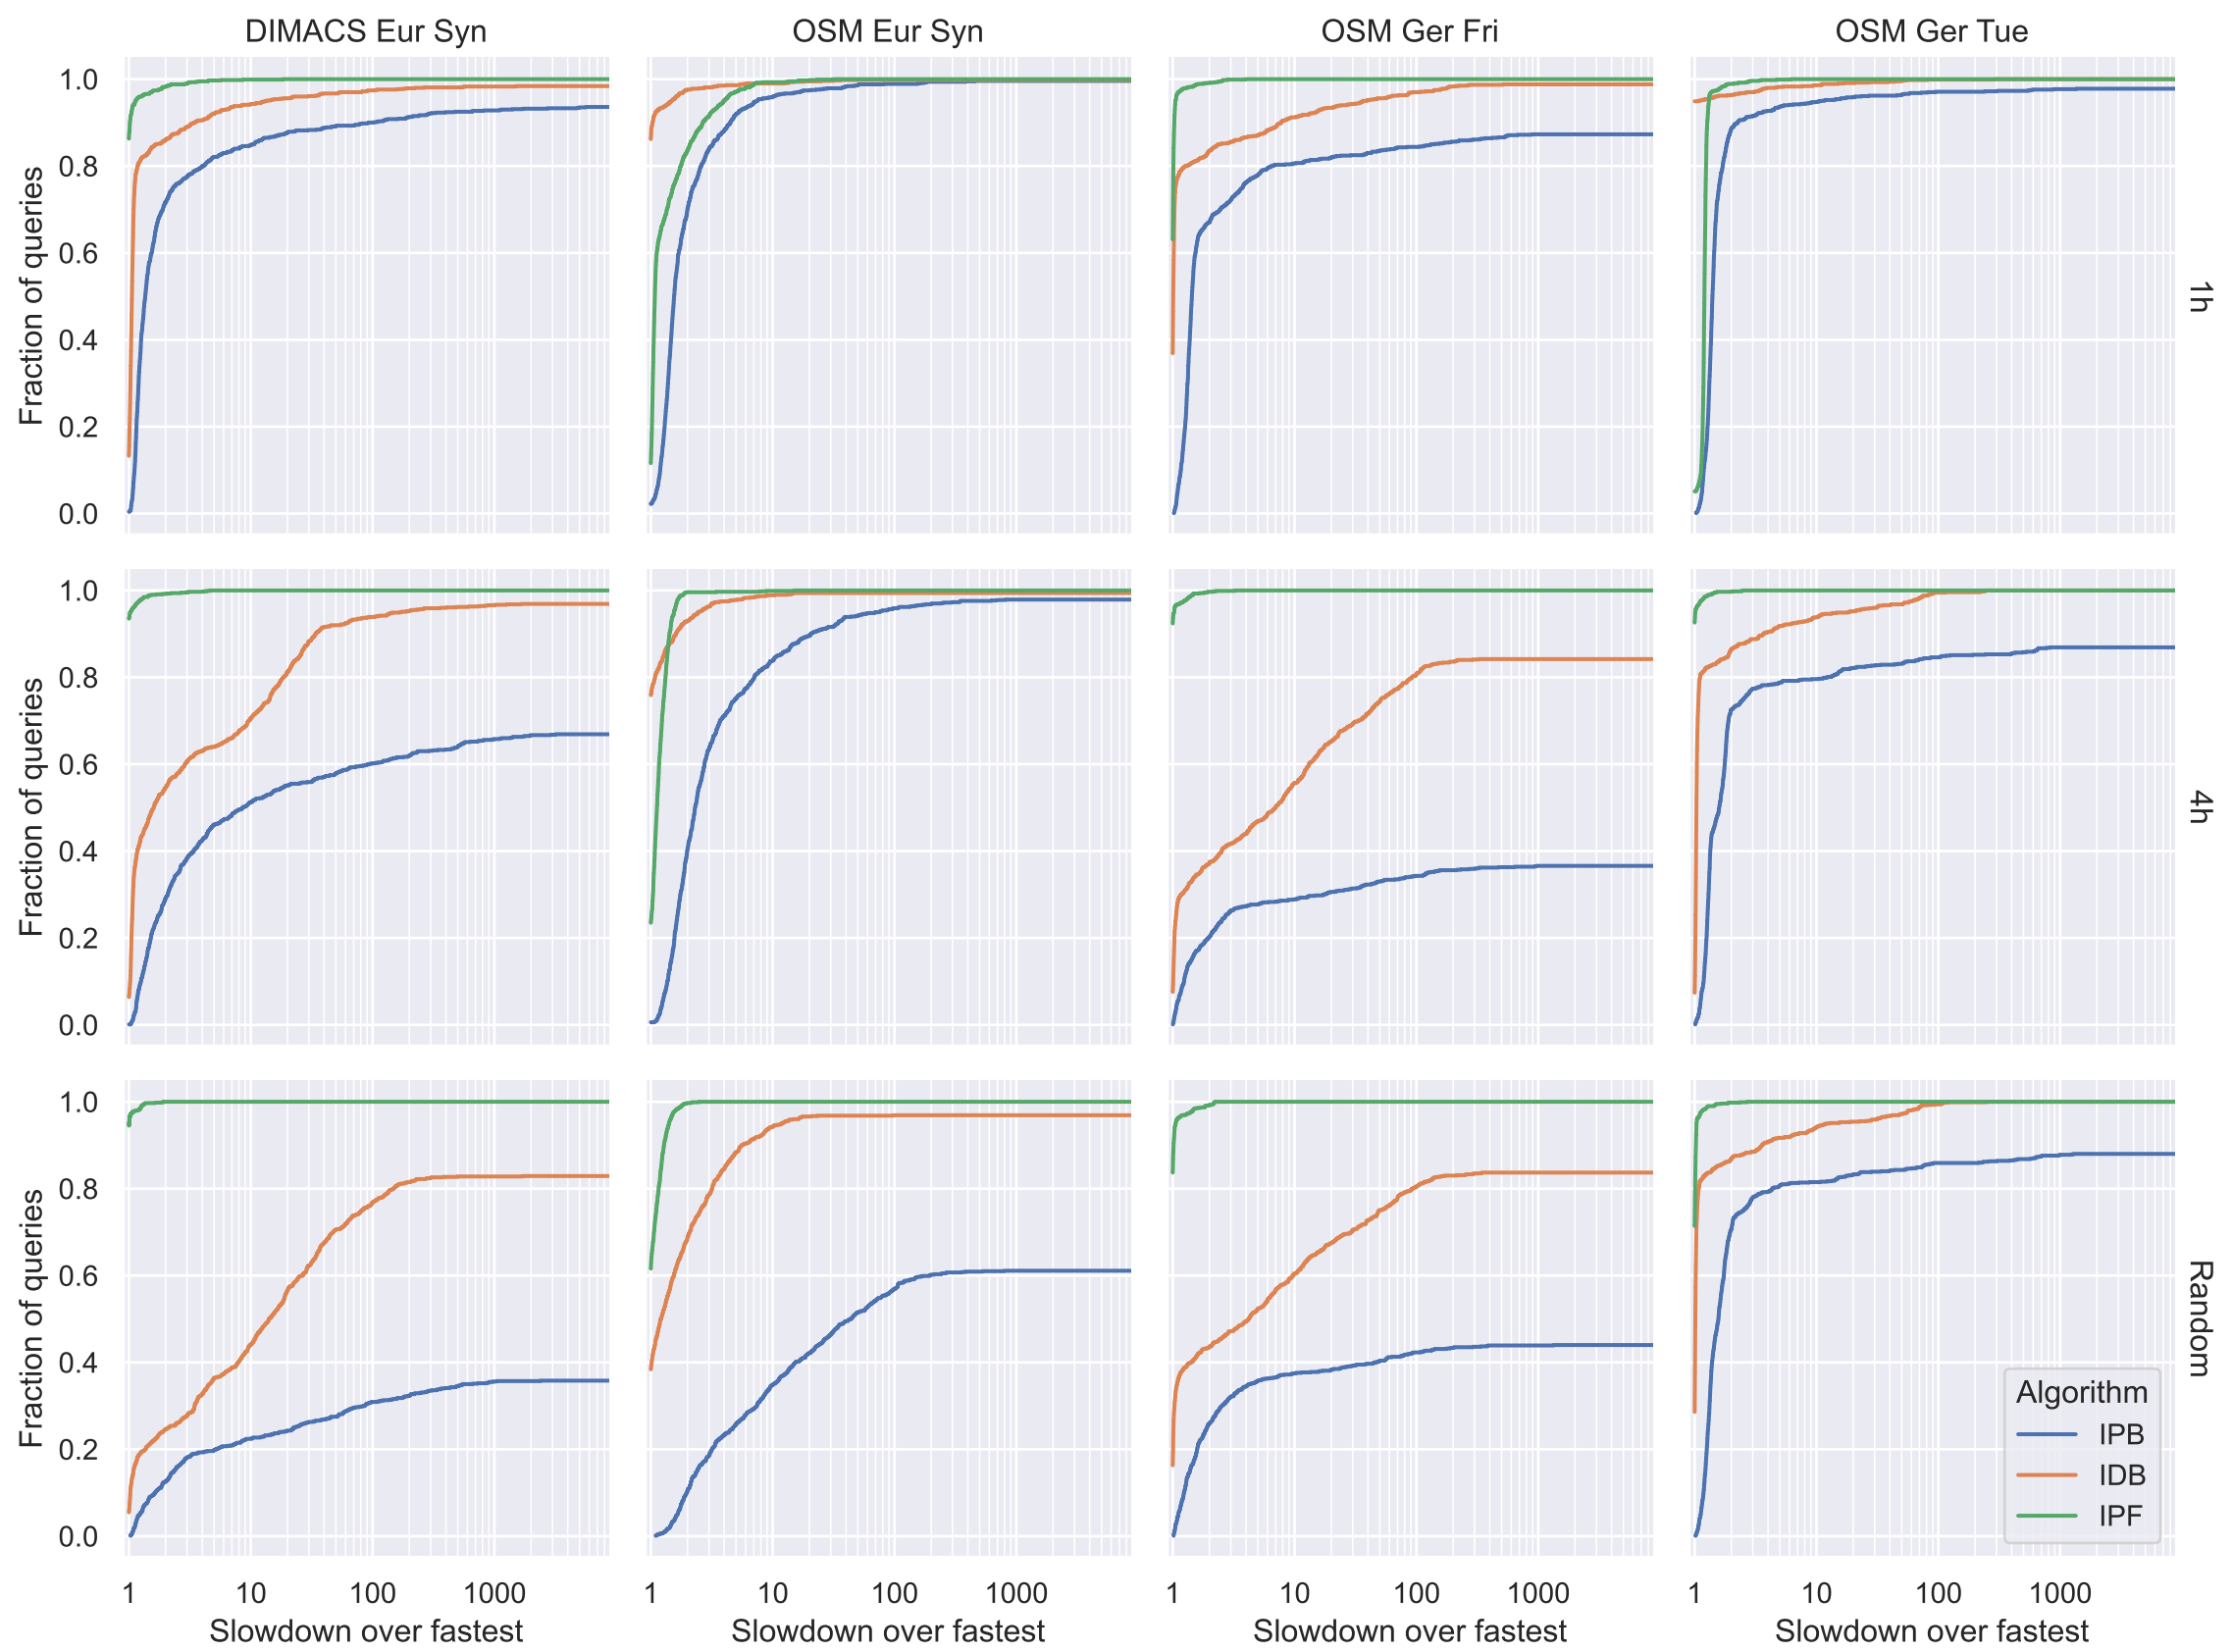 DIMACS Eur Syn OSM Eur Syn OSM Ger Fri OSM Ger Tue
1.0
0.8
0.6
0.4
0.2
0.0
Fraction of queries
1h
1.0
0.8
0.6
0.4
0.2
0.0
Fraction of queries
4h
1.0
0.8
0.6
0.4
0.2
0.0
Fraction of queries
Random
Algorithm
IPB
IDB
IPF
1 10 100 1000 1 10 100 1000 1 10 100 1000 1 10 100 1000
Slowdown over fastest Slowdown over fastest Slowdown over fastest Slowdown over fastest